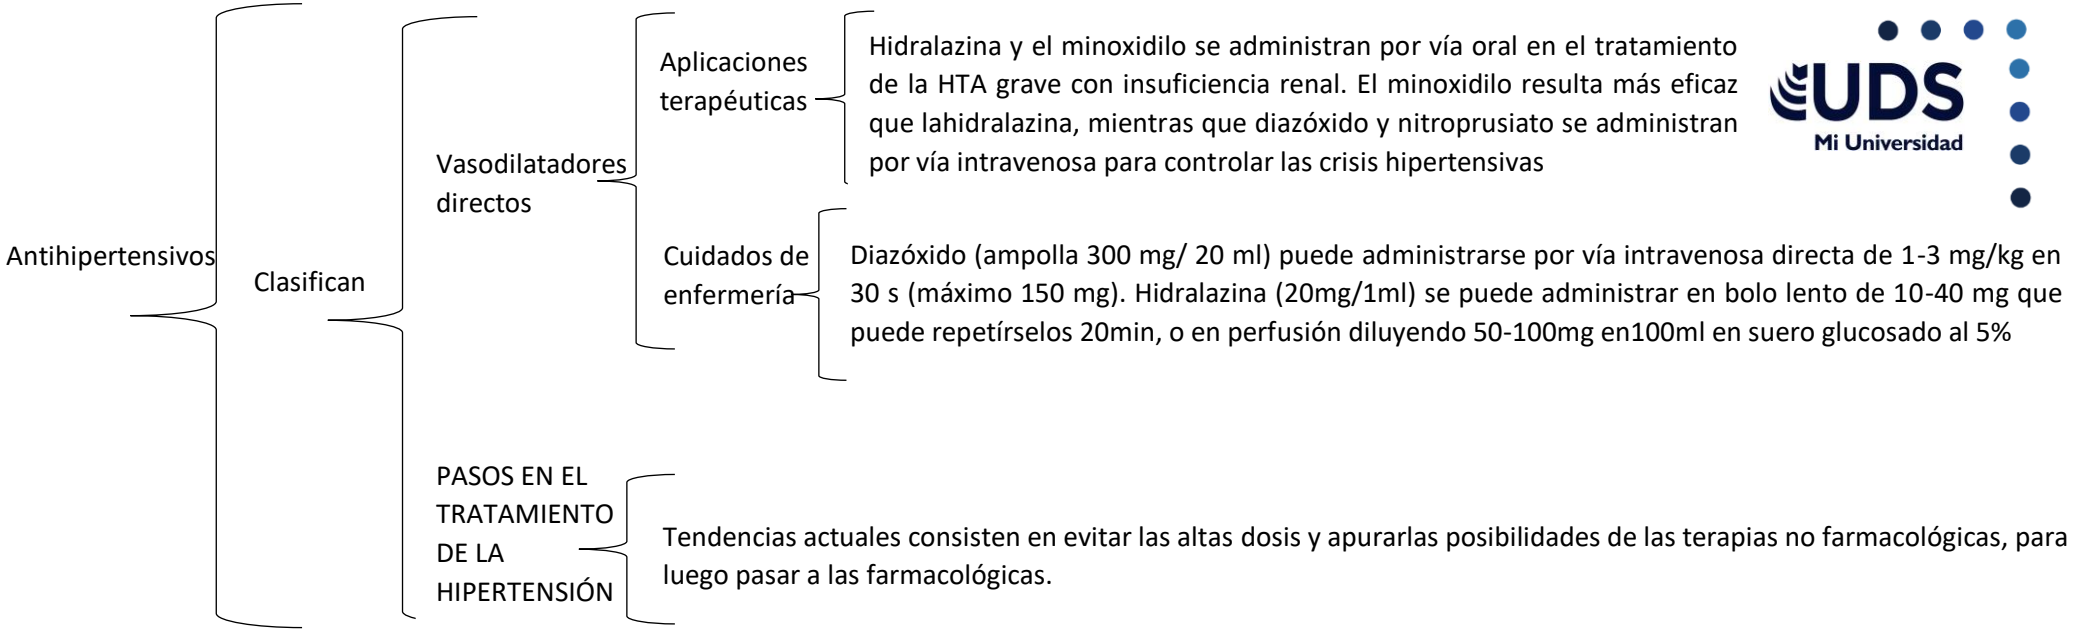 Antihipertensivos
Clasifican
Vasodilatadores
directos
Aplicaciones
terapéuticas
Hidralazina y el minoxidilo se administran por vía oral en el tratamiento
de la HTA grave con insuficiencia renal. El minoxidilo resulta más eficaz
que lahidralazina, mientras que diazóxido y nitroprusiato se administran
por vía intravenosa para controlar las crisis hipertensivas
UDS
Mi Universidad
Cuidados de
enfermería
Diazóxido (ampolla 300 mg/ 20 ml) puede administrarse por vía intravenosa directa de 1-3 mg/kg en
30 s (máximo 150 mg). Hidralazina (20mg/1ml) se puede administrar en bolo lento de 10-40 mg que
puede repetírselos 20min, o en perfusión diluyendo 50-100mg en100ml en suero glucosado al 5%
PASOS EN EL
TRATAMIENTO
DE LA
HIPERTENSIÓN
Tendencias actuales consisten en evitar las altas dosis y apurarlas posibilidades de las terapias no farmacológicas, para
luego pasar a las farmacológicas.